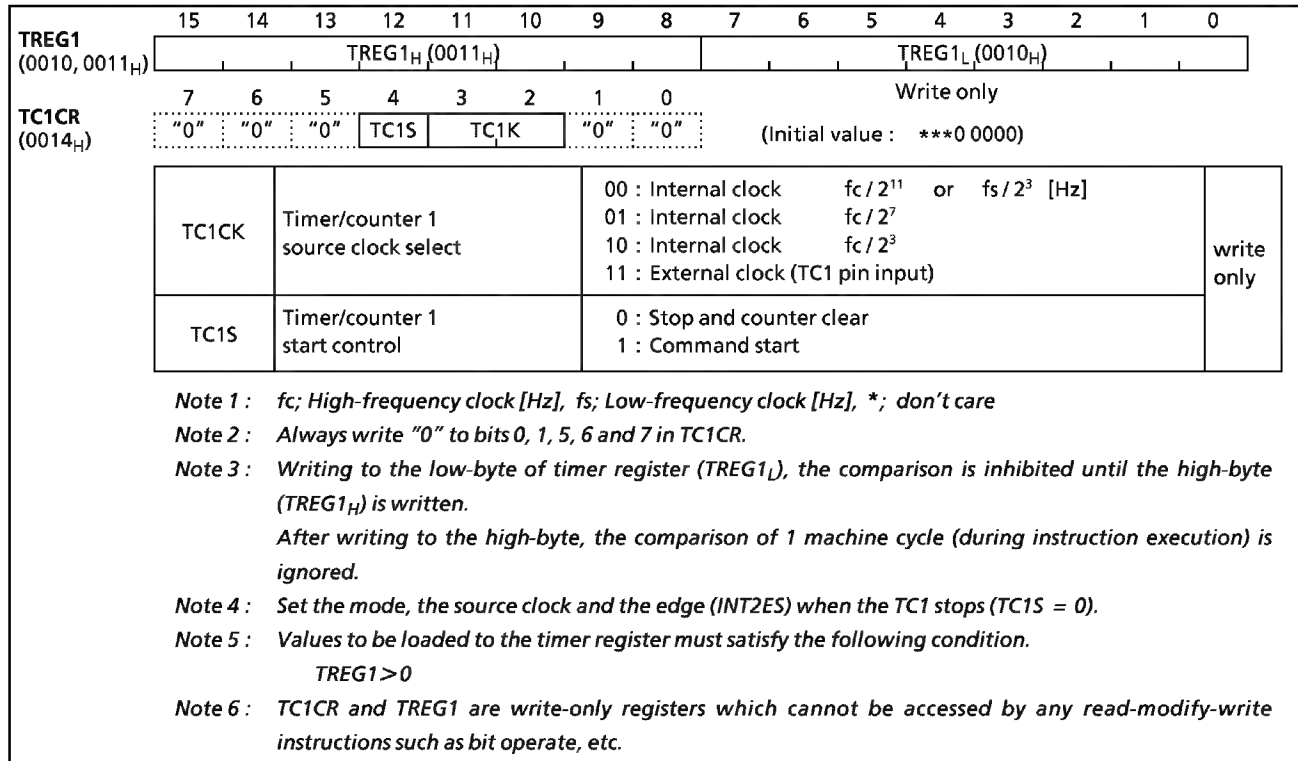 15 14 13 12 11 10 9 8 7 6 5 4 3 2 1 0
TREG1
(0010, 0011H)
TREG1H (0011H) TREG1L (0010H)
Write only
7 6 5 4 3 2 1 0
TC1CR
(0014H)
"0" "0" "0" TC1S TC1K "0" "0" (Initial value : ***0 0000)
TC1CK
Timer/counter 1
source clock select
00 : Internal clock fc / 2¹¹ or fs / 2³ [Hz]
01 : Internal clock fc / 2⁷
10 : Internal clock fc / 2³
11 : External clock (TC1 pin input)
write
only
TC1S
Timer/counter 1
start control
0 : Stop and counter clear
1 : Command start
Note 1 : fc; High-frequency clock [Hz], fs; Low-frequency clock [Hz], *; don't care
Note 2 : Always write "0" to bits 0, 1, 5, 6 and 7 in TC1CR.
Note 3 : Writing to the low-byte of timer register (TREG1L), the comparison is inhibited until the high-byte
(TREG1H) is written.
After writing to the high-byte, the comparison of 1 machine cycle (during instruction execution) is
ignored.
Note 4 : Set the mode, the source clock and the edge (INT2ES) when the TC1 stops (TC1S = 0).
Note 5 : Values to be loaded to the timer register must satisfy the following condition.
TREG1>0
Note 6 : TC1CR and TREG1 are write-only registers which cannot be accessed by any read-modify-write
instructions such as bit operate, etc.